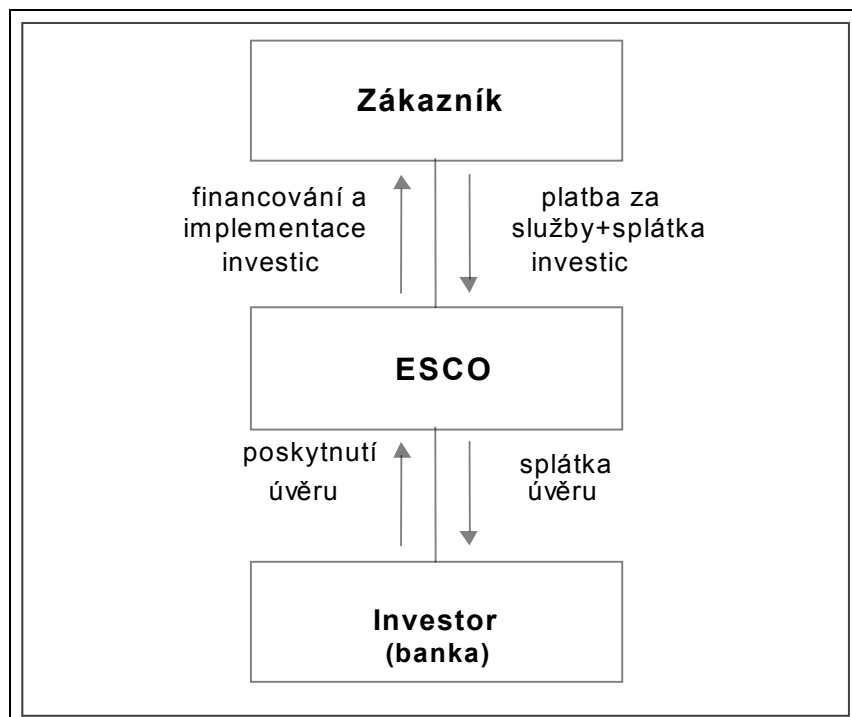 Zákazník
financování a
implementace
investic
platba za
služby+splátka
investic
ESCO
poskytnutí
úvěru
splátka
úvěru
Investor
(banka)